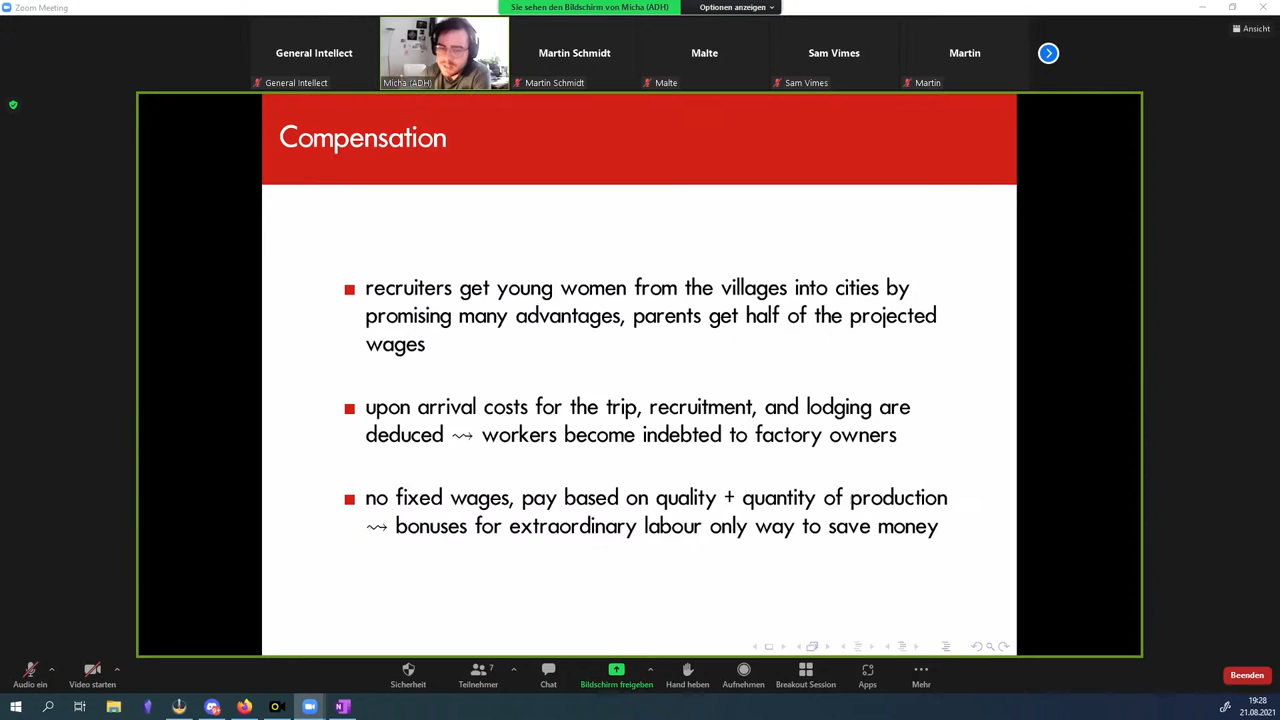 Zoom Meeting
Sie sehen den Bildschirm von Micha (ADH)
Optionen anzeigen
Ansicht
General Intellect
Martin Schmidt
Malte
Sam Vimes
Martin
General Intellect
Micha (ADH)
Martin Schmidt
Malte
Sam Vimes
Martin
Compensation
recruiters get young women from the villages into cities by
promising many advantages, parents get half of the projected
wages
upon arrival costs for the trip, recruitment, and lodging are
deduced ⇝ workers become indebted to factory owners
no fixed wages, pay based on quality + quantity of production
⇝ bonuses for extraordinary labour only way to save money
Audio ein
Video starten
Sicherheit
7
Teilnehmer
Chat
Bildschirm freigeben
Hand heben
Aufnehmen
Breakout Session
Apps
Mehr
Beenden
19:28
21.08.2021